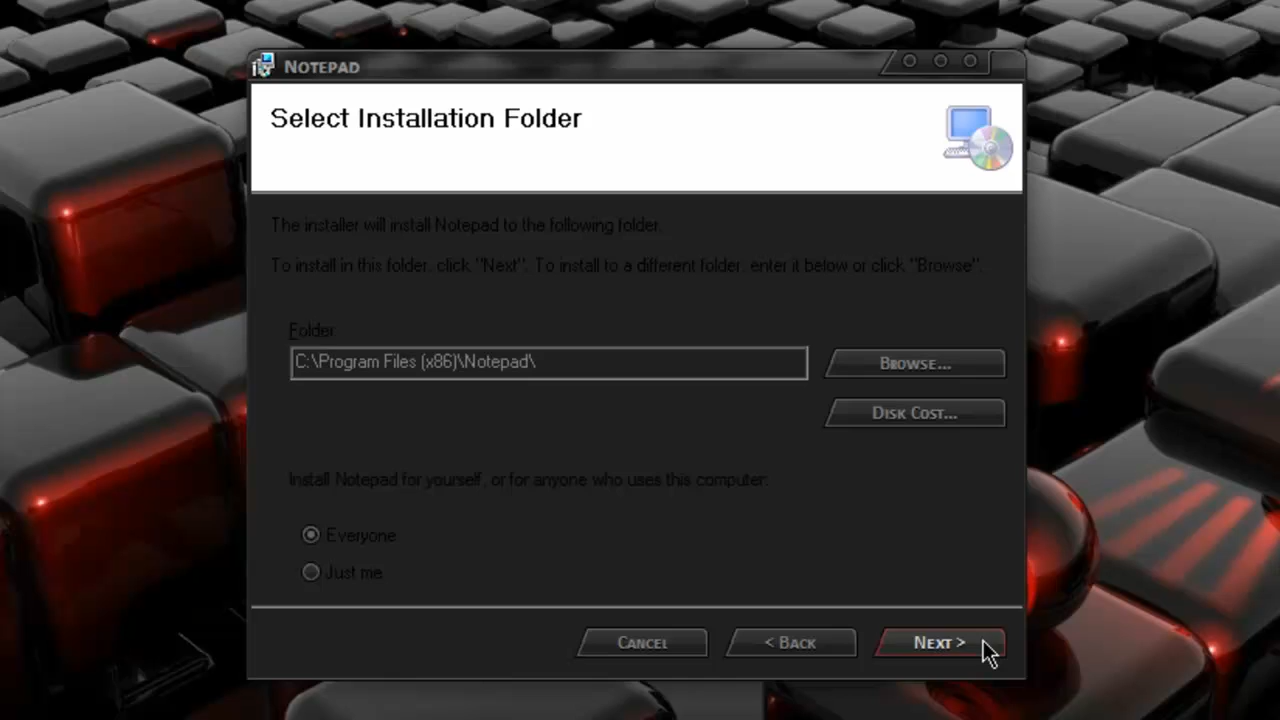 NOTEPAD
Select Installation Folder
The installer will install Notepad to the following folder.
To install in this folder, click "Next". To install to a different folder, enter it below or click "Browse".
Folder:
C:\Program Files (x86)\Notepad\
BROWSE...
DISK COST...
Install Notepad for yourself, or for anyone who uses this computer:
Everyone
Just me
CANCEL
< BACK
NEXT >